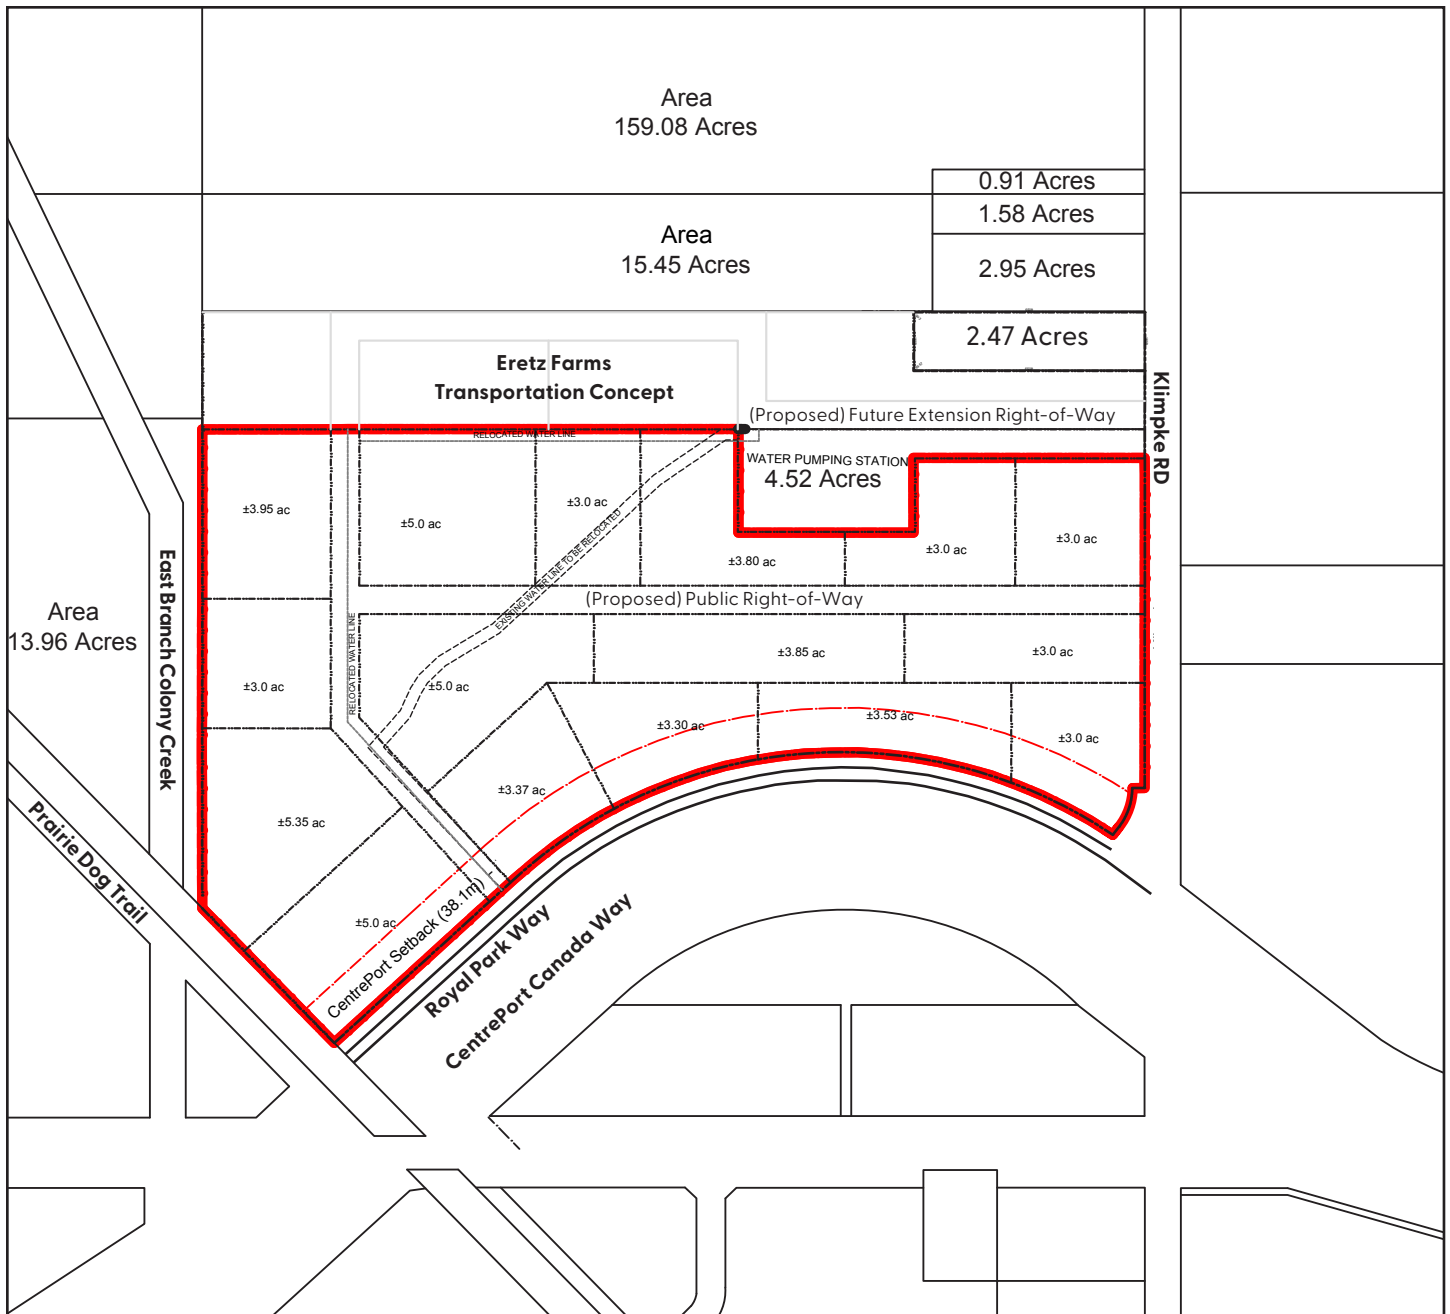 Area
159.08 Acres
0.91 Acres
1.58 Acres
Area
15.45 Acres
2.95 Acres
2.47 Acres
Eretz Farms
Transportation Concept
Klimpke RD
(Proposed) Future Extension Right-of-Way
RELOCATED WATER LINE
WATER PUMPING STATION
4.52 Acres
±3.95 ac
±5.0 ac
±3.0 ac
EXISTING WATER LINE TO BE RELOCATED
±3.80 ac
±3.0 ac
±3.0 ac
(Proposed) Public Right-of-Way
Area
13.96 Acres
East Branch Colony Creek
RELOCATED WATER LINE
±3.0 ac
±5.0 ac
±3.85 ac
±3.0 ac
±3.30 ac
±3.53 ac
±3.0 ac
±3.37 ac
±5.35 ac
Prairie Dog Trail
±5.0 ac
CentrePort Setback (38.1m)
Royal Park Way
CentrePort Canada Way